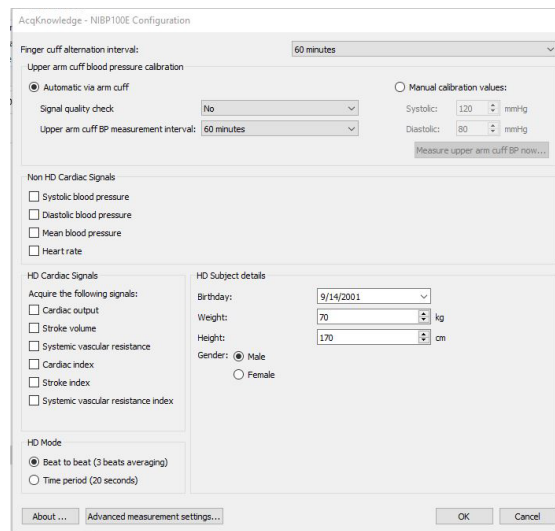 AcqKnowledge - NIBP100E Configuration
Finger cuff alternation interval: 60 minutes
Upper arm cuff blood pressure calibration
Automatic via arm cuff Manual calibration values:
Signal quality check No Systolic: 120 mmHg
Upper arm cuff BP measurement interval: 60 minutes Diastolic: 80 mmHg
Measure upper arm cuff BP now...
Non HD Cardiac Signals
Systolic blood pressure
Diastolic blood pressure
Mean blood pressure
Heart rate
HD Cardiac Signals
Acquire the following signals:
Cardiac output
Stroke volume
Systemic vascular resistance
Cardiac index
Stroke index
Systemic vascular resistance index
HD Subject details
Birthday: 9/14/2001
Weight: 70 kg
Height: 170 cm
Gender: Male
Female
HD Mode
Beat to beat (3 beats averaging)
Time period (20 seconds)
About ... Advanced measurement settings... OK Cancel